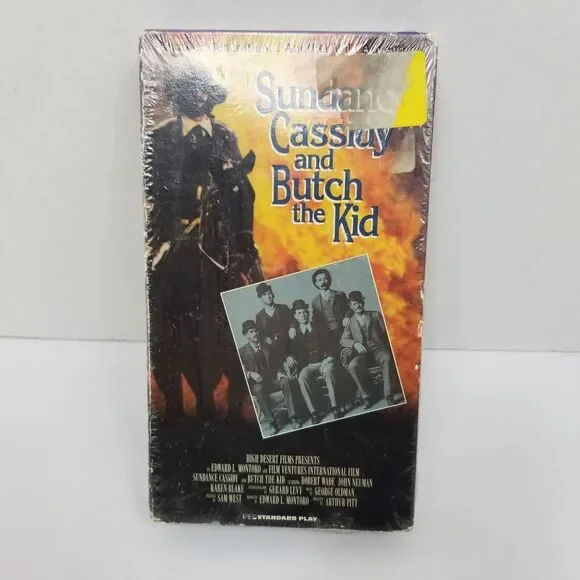 Sundance
Cassidy
and
Butch
the Kid
HIGH DESERT FILMS PRESENTS
EDWARD L. MONTORO FILM VENTURES INTERNATIONAL FILM
SUNDANCE CASSIDY AND BUTCH THE KID STARRING ROBERT WADE JOHN NEUMAN
KAREN BLAKE GERARD LEVY GEORGE OLDMAN
SAM WEST EDWARD L. MONTORO ARTHUR PITT
STANDARD PLAY